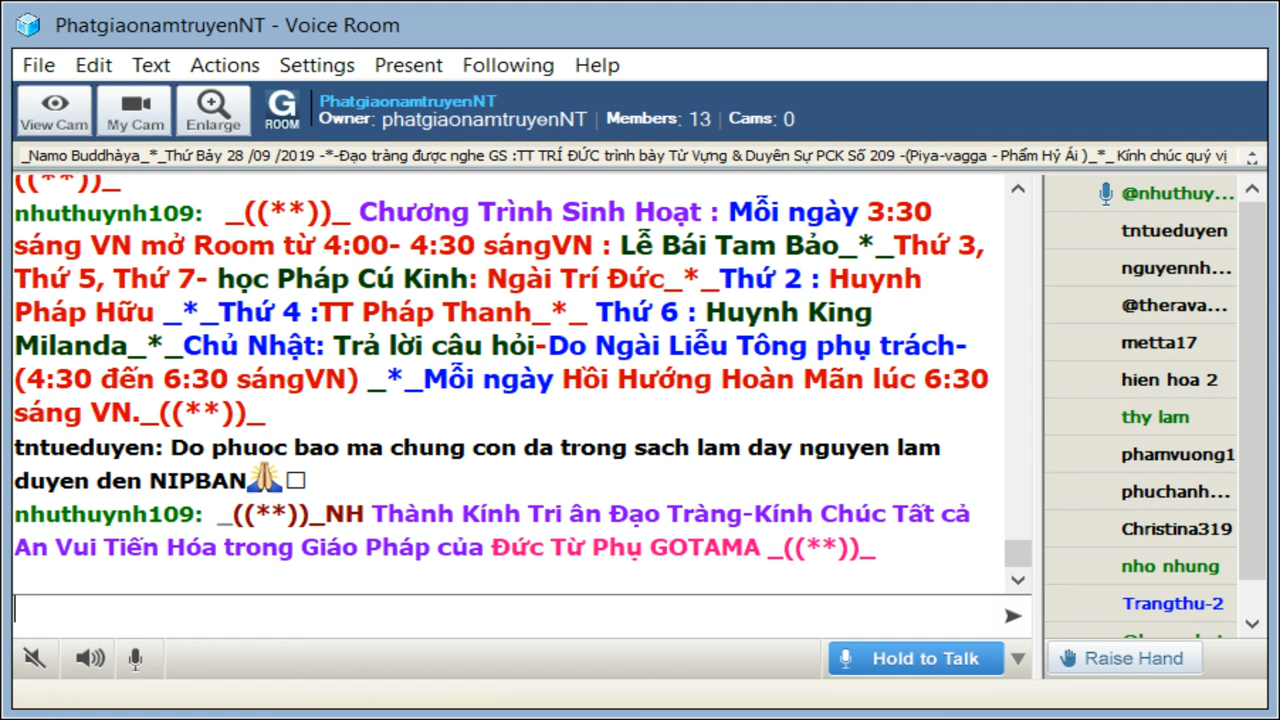 PhatgiaonamtruyenNT - Voice Room
File Edit Text Actions Settings Present Following Help
View Cam My Cam Enlarge G ROOM
PhatgiaonamtruyenNT
Owner: phatgiaonamtruyenNT | Members: 13 | Cams: 0
_Namo Buddhàya_*_Thứ Bảy 28 /09 /2019 -*-Đạo tràng được nghe GS :TT TRÍ ĐỨC trình bày Từ Vựng & Duyên Sự PCK Số 209 -(Piya-vagga - Phẩm Hỷ Ái )_*_ Kính chúc quý vị
((**))_
nhuthuynh109: _((**))_ Chương Trình Sinh Hoạt : Mỗi ngày 3:30
sáng VN mở Room từ 4:00- 4:30 sángVN : Lễ Bái Tam Bảo_*_Thứ 3,
Thứ 5, Thứ 7- học Pháp Cú Kinh: Ngài Trí Đức_*_Thứ 2 : Huynh
Pháp Hữu _*_Thứ 4 :TT Pháp Thanh_*_ Thứ 6 : Huynh King
Milanda_*_Chủ Nhật: Trả lời câu hỏi-Do Ngài Liễu Tông phụ trách-
(4:30 đến 6:30 sángVN) _*_Mỗi ngày Hồi Hướng Hoàn Mãn lúc 6:30
sáng VN._((**))_
tntueduyen: Do phuoc bao ma chung con da trong sach lam day nguyen lam
duyen den NIPBAN🙏□
nhuthuynh109: _((**))_NH Thành Kính Tri ân Đạo Tràng-Kính Chúc Tất cả
An Vui Tiến Hóa trong Giáo Pháp của Đức Từ Phụ GOTAMA _((**))_
@nhuthuy...
tntueduyen
nguyennh...
@therava...
metta17
hien hoa 2
thy lam
phamvuong1
phuchanh...
Christina319
nho nhung
Trangthu-2
Hold to Talk
Raise Hand